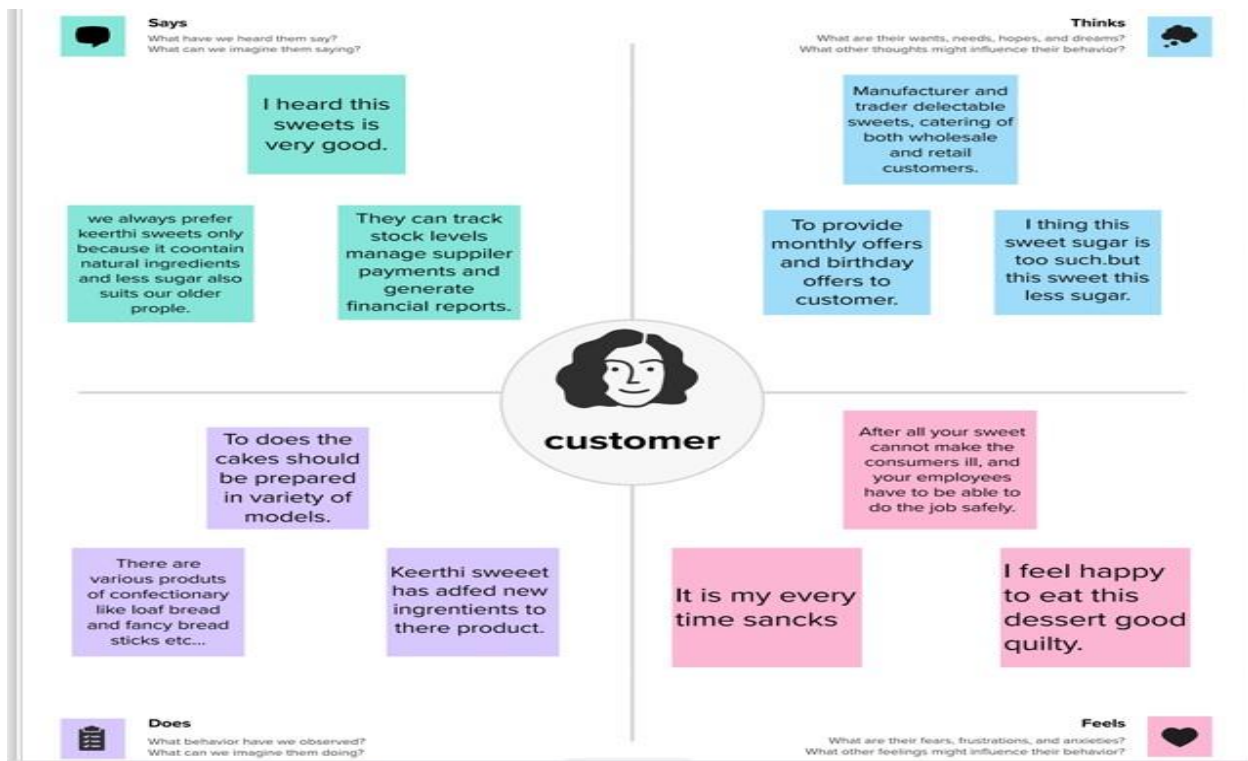 Says
What have we heard them say?
What can we imagine them saying?
I heard this
sweets is
very good.
we always prefer
keerthi sweets only
because it coontain
natural ingredients
and less sugar also
suits our older
prople.
They can track
stock levels
manage suppiler
payments and
generate
financial reports.
Thinks
What are their wants, needs, hopes, and dreams?
What other thoughts might influence their behavior?
Manufacturer and
trader delectable
sweets, catering of
both wholesale
and retail
customers.
To provide
monthly offers
and birthday
offers to
customer.
I thing this
sweet sugar is
too such.but
this sweet this
less sugar.
customer
To does the
cakes should
be prepared
in variety of
models.
There are
various produts
of confectionary
like loaf bread
and fancy bread
sticks etc...
Keerthi sweeet
has adfed new
ingrentients to
there product.
Does
What behavior have we observed?
What can we imagine them doing?
After all your sweet
cannot make the
consumers ill, and
your employees
have to be able to
do the job safely.
It is my every
time sancks
I feel happy
to eat this
dessert good
quilty.
Feels
What are their fears, frustrations, and anxieties?
What other feelings might influence their behavior?